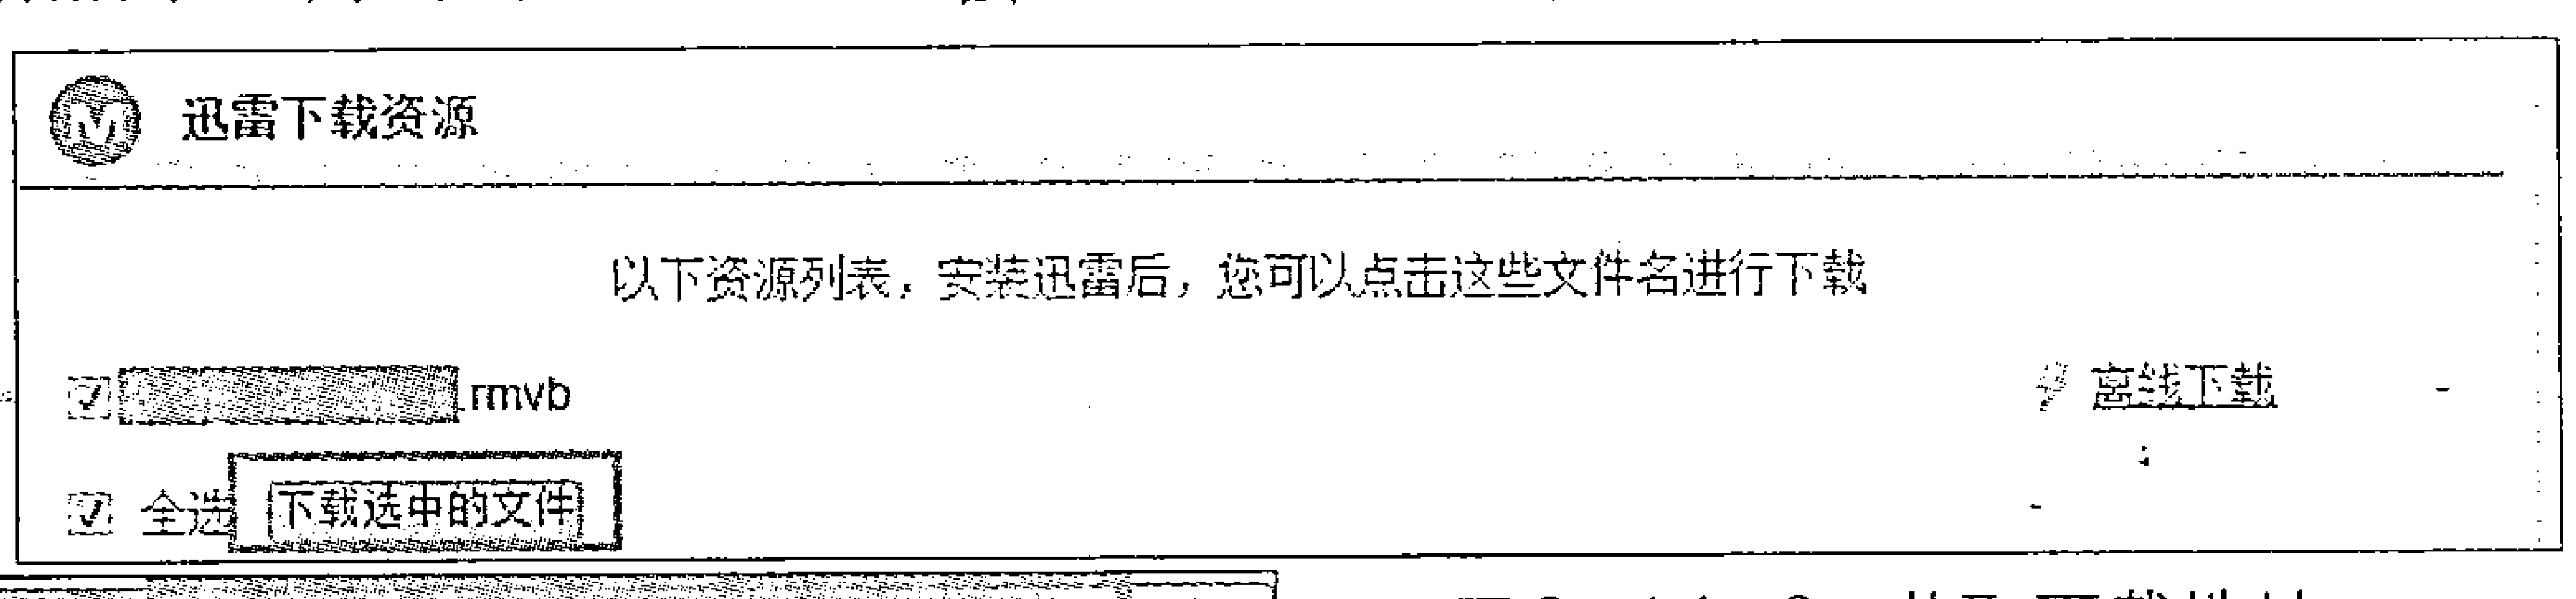 迅雷下载资源
以下资源列表，安装迅雷后，您可以点击这些文件名进行下载
.rmvb 离线下载
全选 下载选中的文件